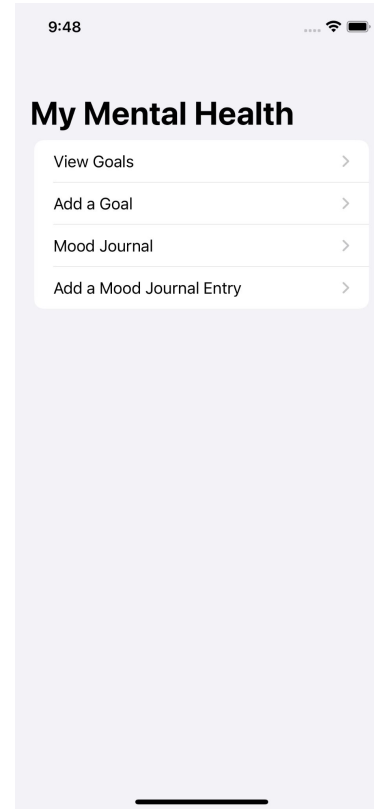 9:48
My Mental Health
View Goals
Add a Goal
Mood Journal
Add a Mood Journal Entry